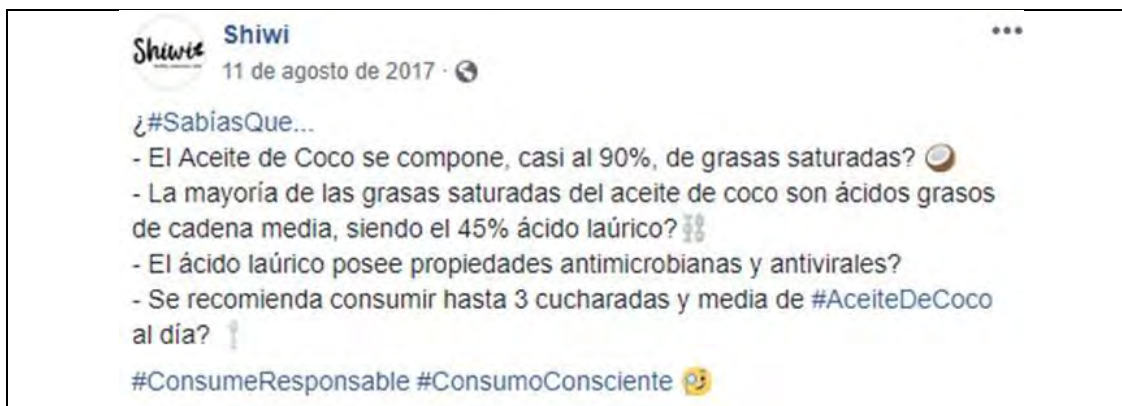 Shiwi
Shiwi
11 de agosto de 2017 ·
¿#SabíasQue...
- El Aceite de Coco se compone, casi al 90%, de grasas saturadas?
- La mayoría de las grasas saturadas del aceite de coco son ácidos grasos
de cadena media, siendo el 45% ácido laúrico?
- El ácido laúrico posee propiedades antimicrobianas y antivirales?
- Se recomienda consumir hasta 3 cucharadas y media de #AceiteDeCoco
al día?
#ConsumeResponsable #ConsumoConsciente